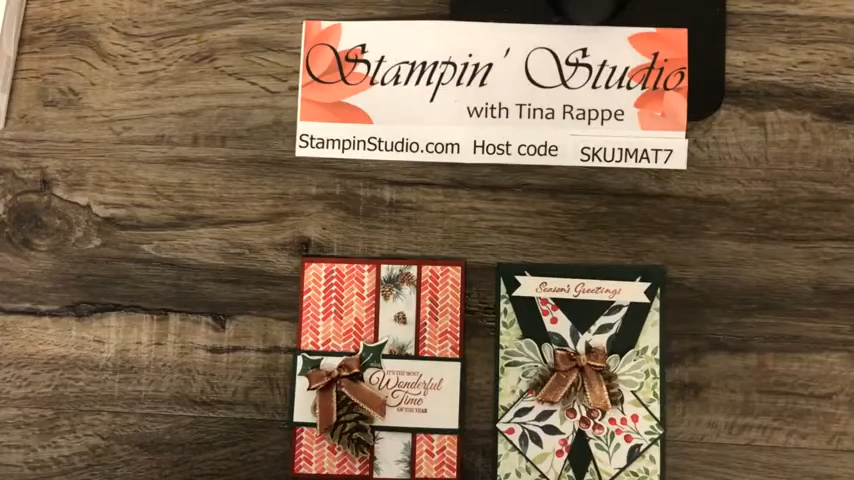 Stampin' Studio
with Tina Rappe
StampinStudio.com Host code SKUJMAT7
Season's Greetings
IT'S THE MOST
Wonderful
Time
OF THE YEAR